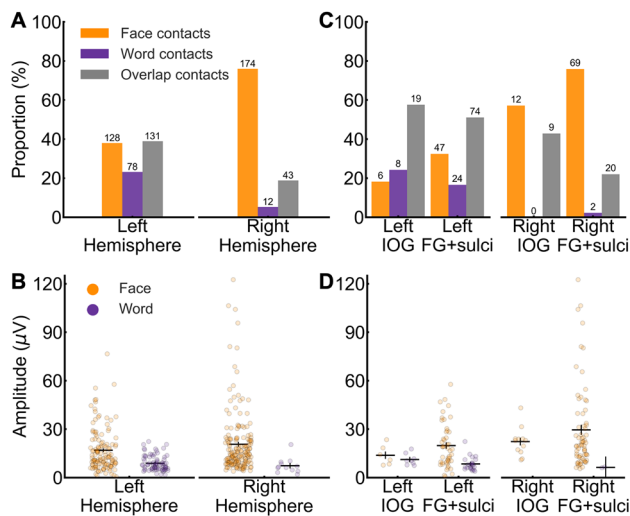 A
100
80
60
40
20
0
Proportion (%)
Face contacts
Word contacts
Overlap contacts
128
78
131
174
12
43
Left
Hemisphere
Right
Hemisphere
C
100
80
60
40
20
0
6
8
19
47
24
74
12
0
9
69
2
20
Left
IOG
Left
FG+sulci
Right
IOG
Right
FG+sulci
B
120
90
60
30
0
Amplitude (µV)
Face
Word
Left
Hemisphere
Right
Hemisphere
D
120
90
60
30
0
Left
IOG
Left
FG+sulci
Right
IOG
Right
FG+sulci